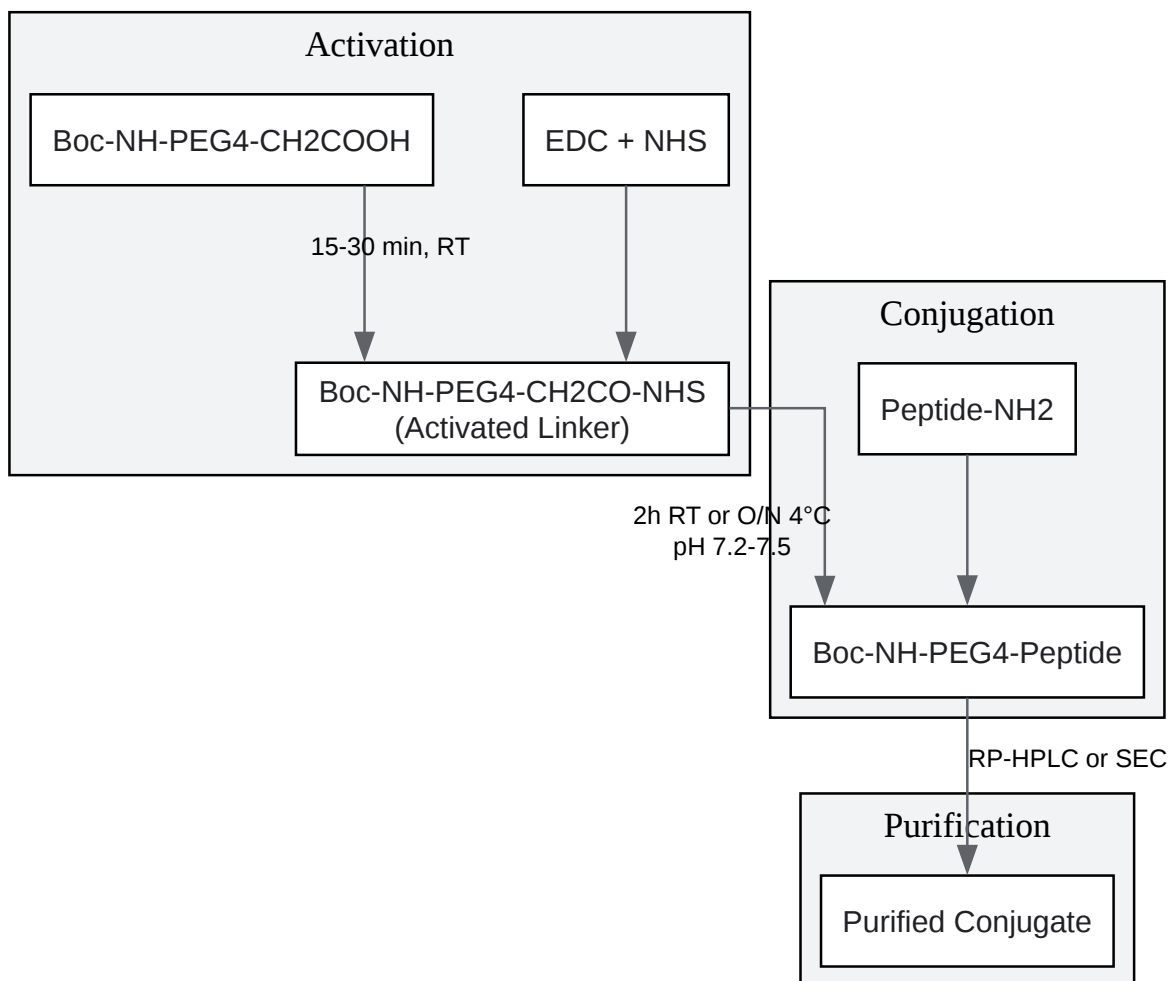 Activation
Boc-NH-PEG4-CH2COOH
EDC + NHS
15-30 min, RT
Boc-NH-PEG4-CH2CO-NHS
(Activated Linker)
Conjugation
Peptide-NH2
2h RT or O/N 4°C
pH 7.2-7.5
Boc-NH-PEG4-Peptide
RP-HPLC or SEC
Purification
Purified Conjugate